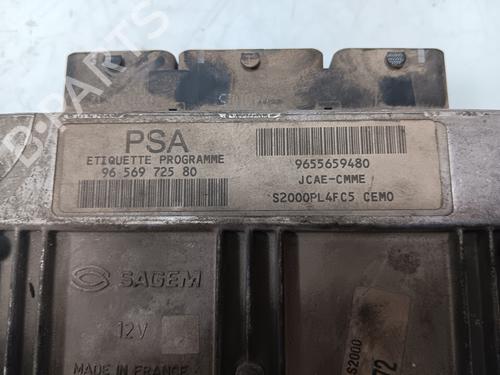 PSA
ETIQUETTE PROGRAMME
96 569 725 80
9655659480
JCAE-CMME
S2000PL4FC5 CEMO
SAGEM
12V
MADE IN FRANCE
S2000
72
B-PARTS